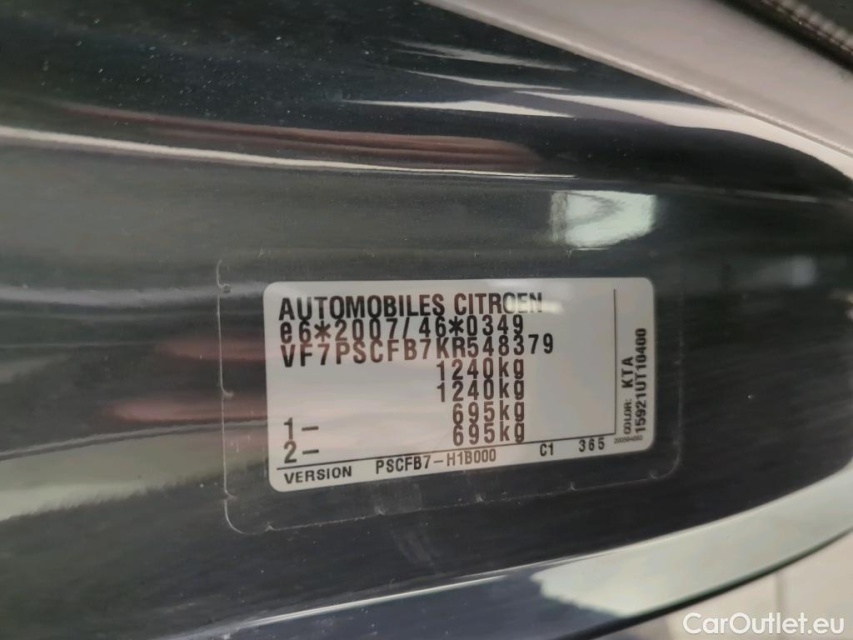 AUTOMOBILES CITROEN
e6*2007/46*0349
VF7PSCFB7KR548379
1240kg
1240kg
1- 695kg
2- 695kg
VERSION PSCFB7-H1B000 C1 365
COLOR: KTA
15921UT10400
CarOutlet.eu